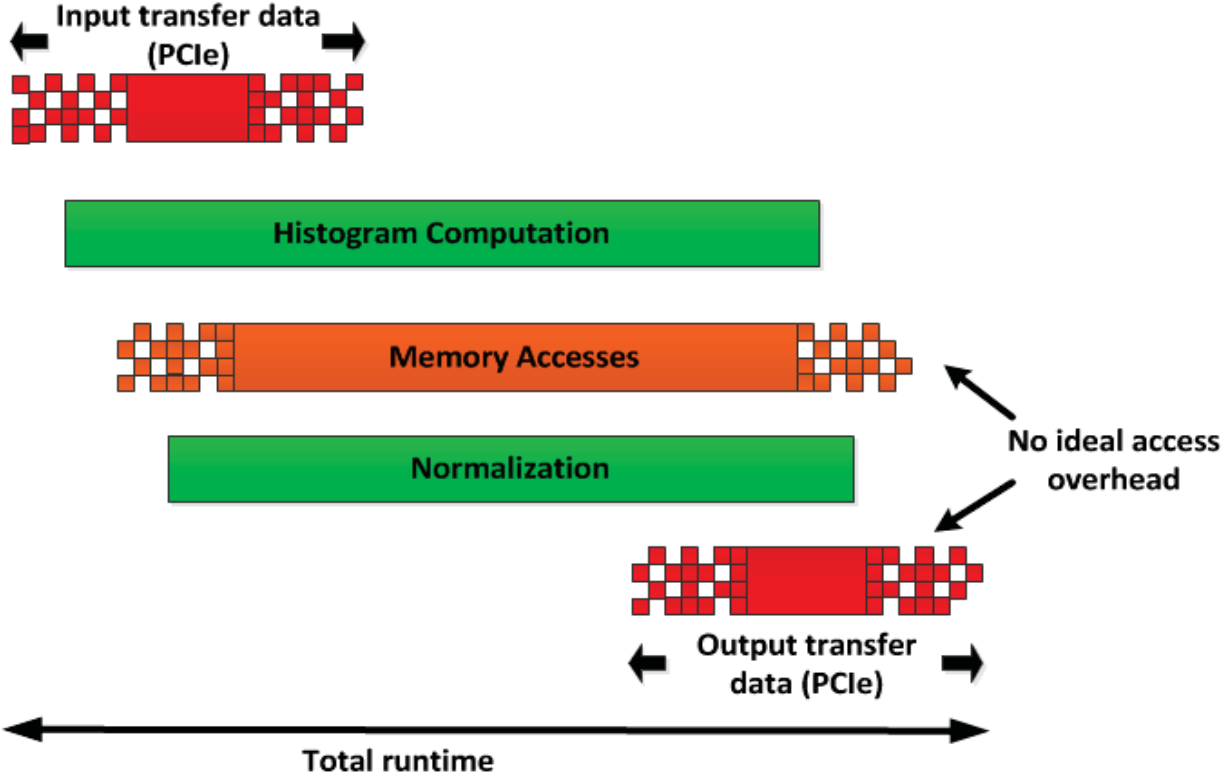 Input transfer data
(PCIe)
Histogram Computation
Memory Accesses
No ideal access
overhead
Normalization
Output transfer
data (PCIe)
Total runtime